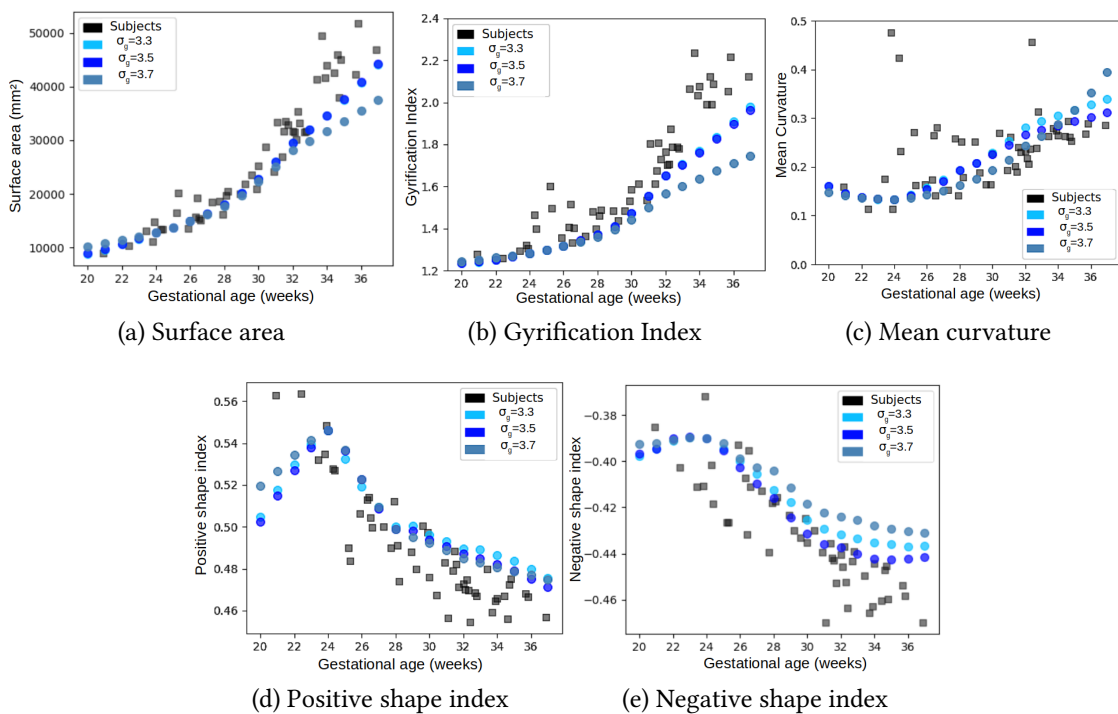 Surface area (mm²)
50000
40000
30000
20000
10000
Subjects
σg=3.3
σg=3.5
σg=3.7
20 22 24 26 28 30 32 34 36
Gestational age (weeks)
(a) Surface area
Gyrification Index
2.4
2.2
2.0
1.8
1.6
1.4
1.2
Subjects
σg=3.3
σg=3.5
σg=3.7
20 22 24 26 28 30 32 34 36
Gestational age (weeks)
(b) Gyrification Index
Mean Curvature
0.5
0.4
0.3
0.2
0.1
0.0
Subjects
σg=3.3
σg=3.5
σg=3.7
20 22 24 26 28 30 32 34 36
Gestational age (weeks)
(c) Mean curvature
Positive shape index
0.56
0.54
0.52
0.50
0.48
0.46
Subjects
σg=3.3
σg=3.5
σg=3.7
20 22 24 26 28 30 32 34 36
Gestational age (weeks)
(d) Positive shape index
Negative shape index
−0.38
−0.40
−0.42
−0.44
−0.46
Subjects
σg=3.3
σg=3.5
σg=3.7
20 22 24 26 28 30 32 34 36
Gestational age (weeks)
(e) Negative shape index